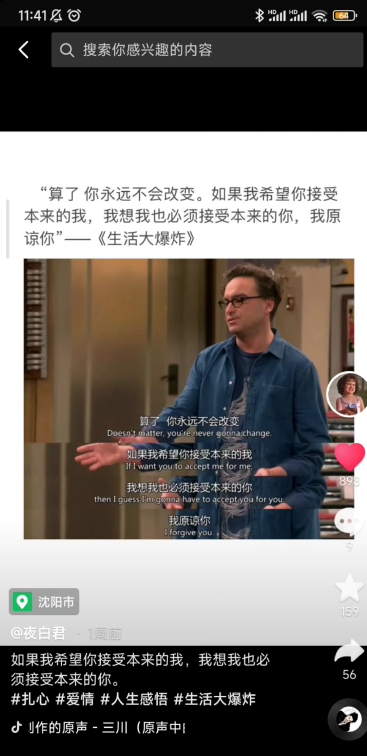 11:41
HD HD 64
搜索你感兴趣的内容
“算了 你永远不会改变。如果我希望你接受
本来的我，我想我也必须接受本来的你，我原
谅你”——《生活大爆炸》
算了 你永远不会改变
Doesn't matter, you're never gonna change.
如果我希望你接受本来的我
If I want you to accept me for me
我想我也必须接受本来的你
then I guess I'm gonna have to accept you for you.
我原谅你
I forgive you.
898
9
159
56
沈阳市
@夜白君 · 1周前
如果我希望你接受本来的我，我想我也必
须接受本来的你。
#扎心 #爱情 #人生感悟 #生活大爆炸
创作的原声 - 三川（原声中